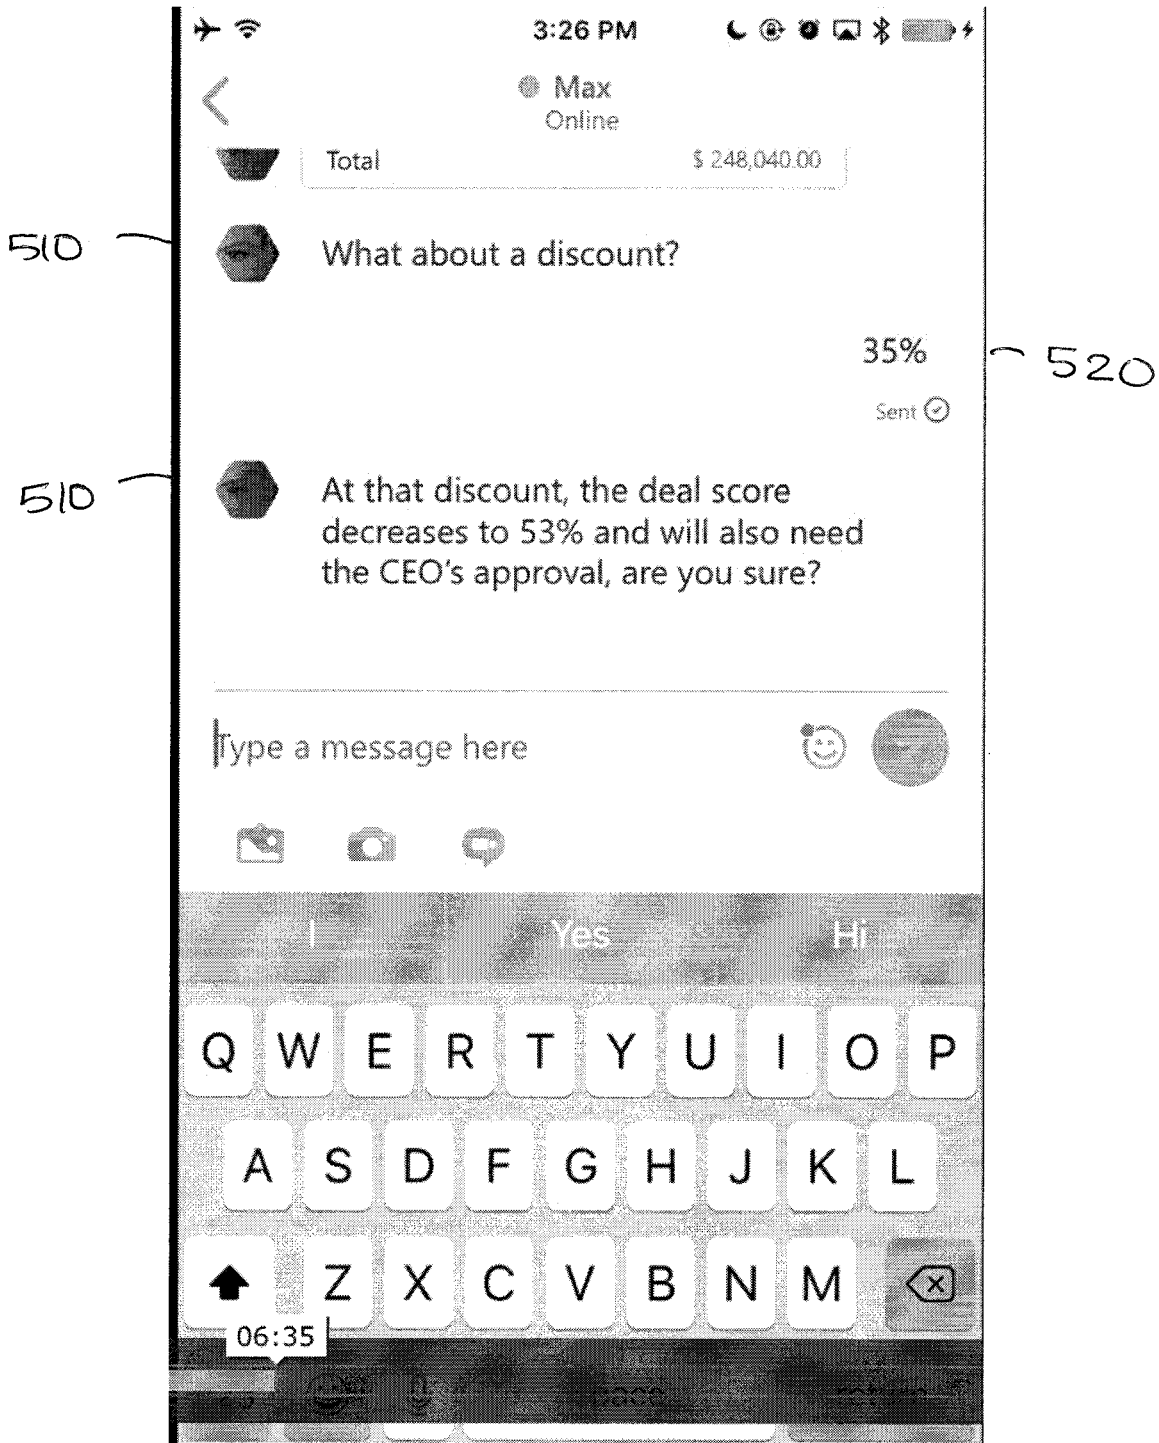 3:26 PM
Max
Online
Total $ 248,040.00
510
What about a discount?
35%
520
Sent
510
At that discount, the deal score
decreases to 53% and will also need
the CEO's approval, are you sure?
Type a message here
I Yes Hi
Q W E R T Y U I O P
A S D F G H J K L
Z X C V B N M
06:35
space return